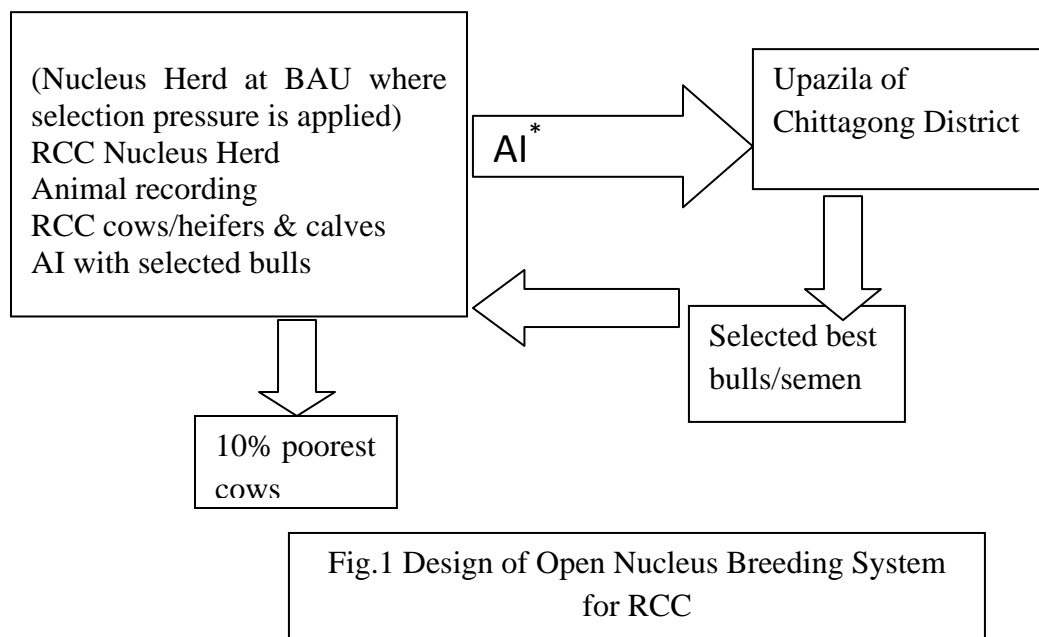 (Nucleus Herd at BAU where
selection pressure is applied)
RCC Nucleus Herd
Animal recording
RCC cows/heifers & calves
AI with selected bulls
AI*
Upazila of
Chittagong District
Selected best
bulls/semen
10% poorest
cows
Fig.1 Design of Open Nucleus Breeding System
for RCC